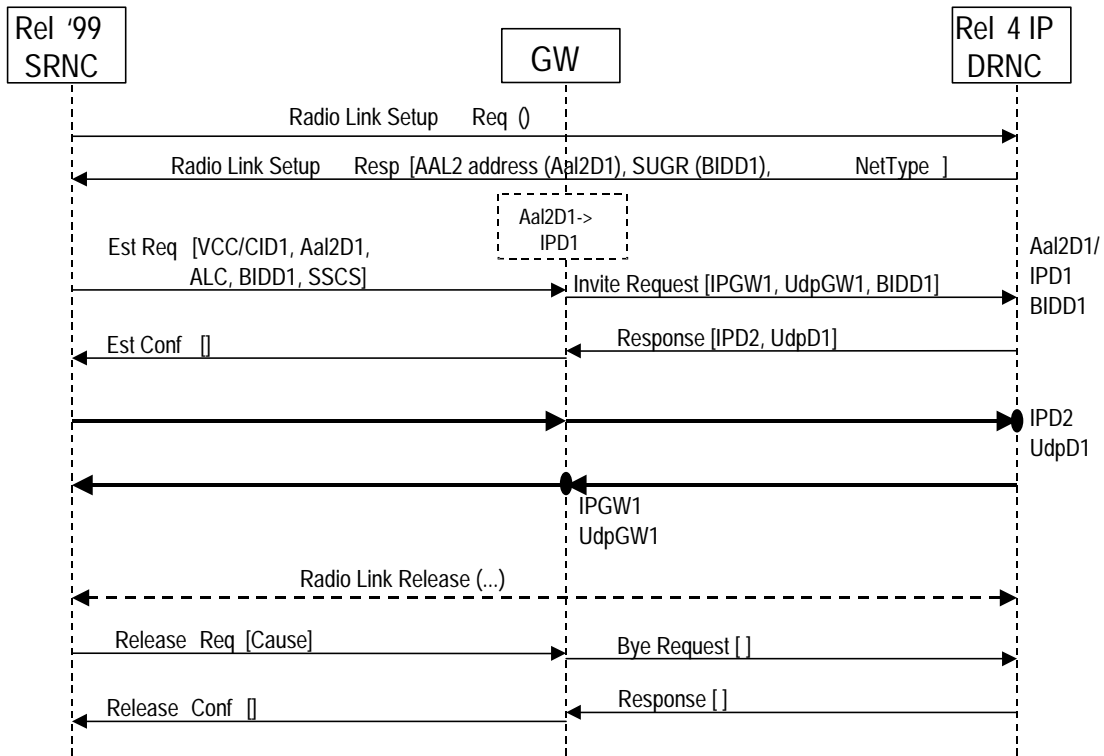 Rel '99
SRNC
GW
Rel 4 IP
DRNC
Radio Link Setup Req ()
Radio Link Setup Resp [AAL2 address (Aal2D1), SUGR (BIDD1), NetType ]
Aal2D1->
IPD1
Est Req [VCC/CID1, Aal2D1,
ALC, BIDD1, SSCS]
Invite Request [IPGW1, UdpGW1, BIDD1]
Aal2D1/
IPD1
BIDD1
Est Conf []
Response [IPD2, UdpD1]
IPD2
UdpD1
IPGW1
UdpGW1
Radio Link Release (...)
Release Req [Cause]
Bye Request [ ]
Release Conf []
Response [ ]